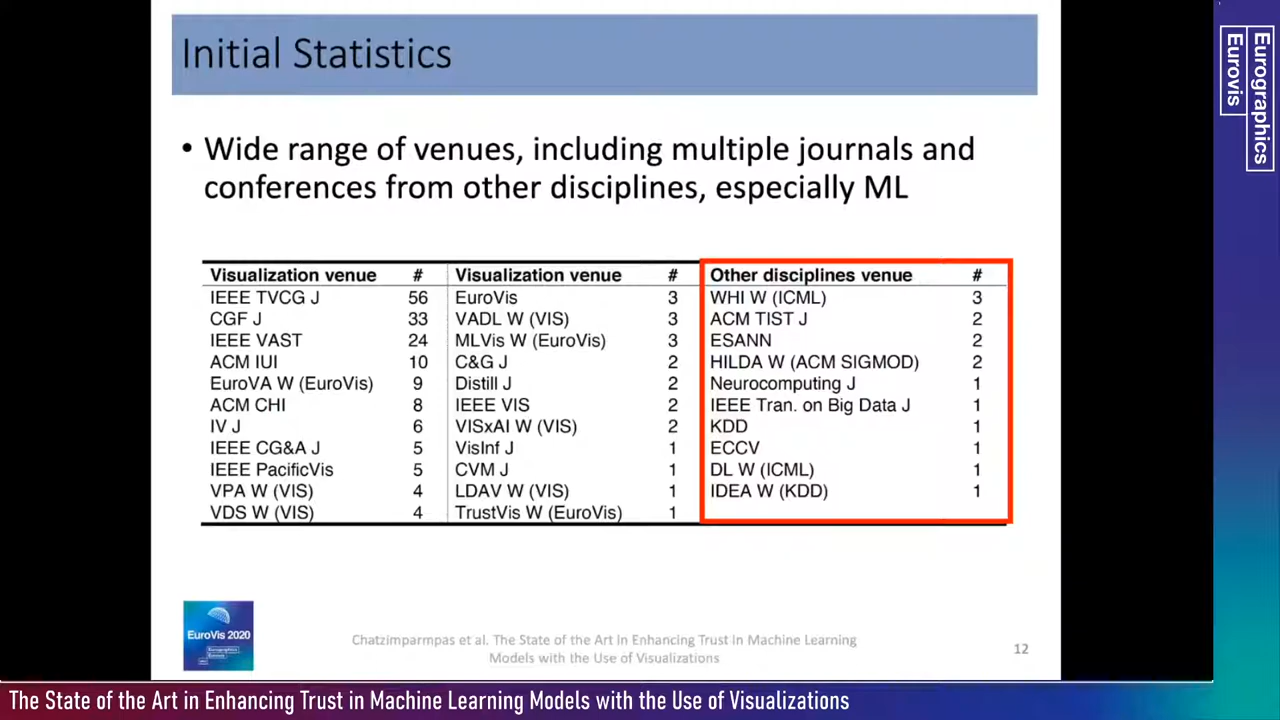 Initial Statistics
• Wide range of venues, including multiple journals and
conferences from other disciplines, especially ML
Visualization venue # Visualization venue # Other disciplines venue #
IEEE TVCG J 56 EuroVis 3 WHI W (ICML) 3
CGF J 33 VADL W (VIS) 3 ACM TIST J 2
IEEE VAST 24 MLVis W (EuroVis) 3 ESANN 2
ACM IUI 10 C&G J 2 HILDA W (ACM SIGMOD) 2
EuroVA W (EuroVis) 9 Distill J 2 Neurocomputing J 1
ACM CHI 8 IEEE VIS 2 IEEE Tran. on Big Data J 1
IV J 6 VISxAI W (VIS) 2 KDD 1
IEEE CG&A J 5 VisInf J 1 ECCV 1
IEEE PacificVis 5 CVM J 1 DL W (ICML) 1
VPA W (VIS) 4 LDAV W (VIS) 1 IDEA W (KDD) 1
VDS W (VIS) 4 TrustVis W (EuroVis) 1
EuroVis 2020
Chatzimparmpas et al. The State of the Art in Enhancing Trust in Machine Learning
Models with the Use of Visualizations
12
Eurographics
Eurovis
The State of the Art in Enhancing Trust in Machine Learning Models with the Use of Visualizations